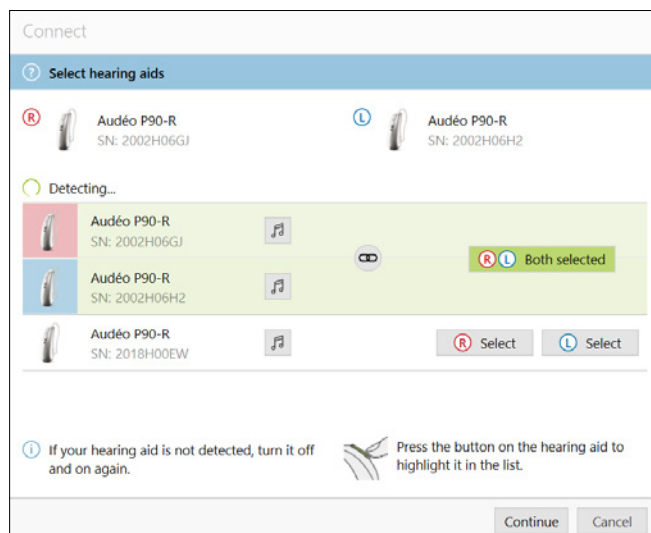 Connect
? Select hearing aids
R Audéo P90-R L Audéo P90-R
SN: 2002H06GJ SN: 2002H06H2
Detecting...
Audéo P90-R
SN: 2002H06GJ
R L Both selected
Audéo P90-R
SN: 2002H06H2
Audéo P90-R
SN: 2018H00EW
R Select L Select
i If your hearing aid is not detected, turn it off
and on again.
Press the button on the hearing aid to
highlight it in the list.
Continue Cancel